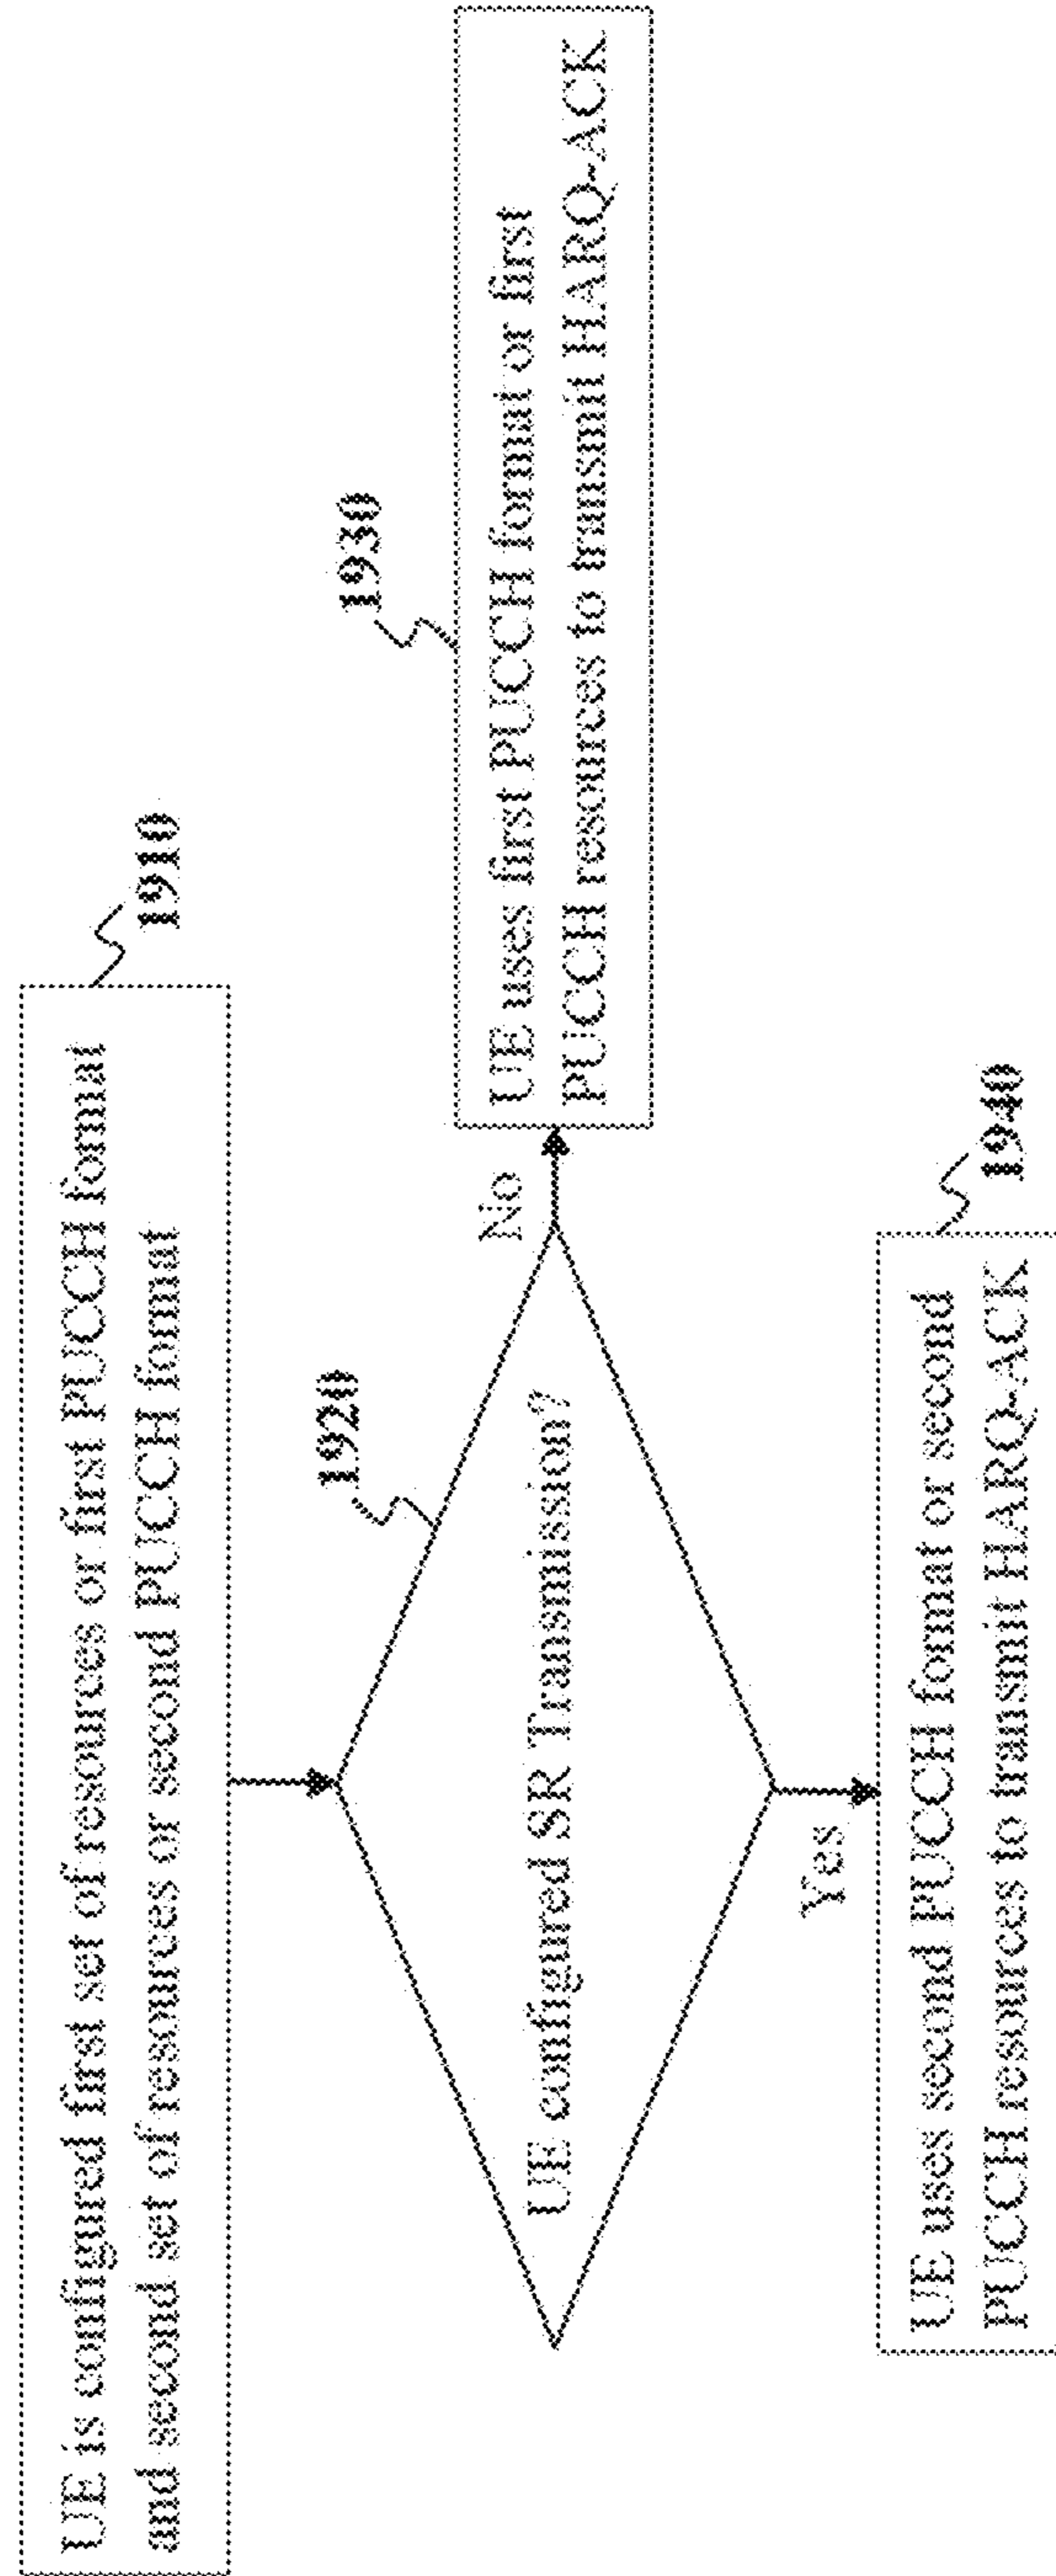 UE is configured first set of resources or first PUCCH format
and second set of resources or second PUCCH format
1910
1920
UE configured SR Transmission?
No
1930
UE uses first PUCCH format or first
PUCCH resources to transmit HARQ-ACK
Yes
UE uses second PUCCH format or second
PUCCH resources to transmit HARQ-ACK
1940